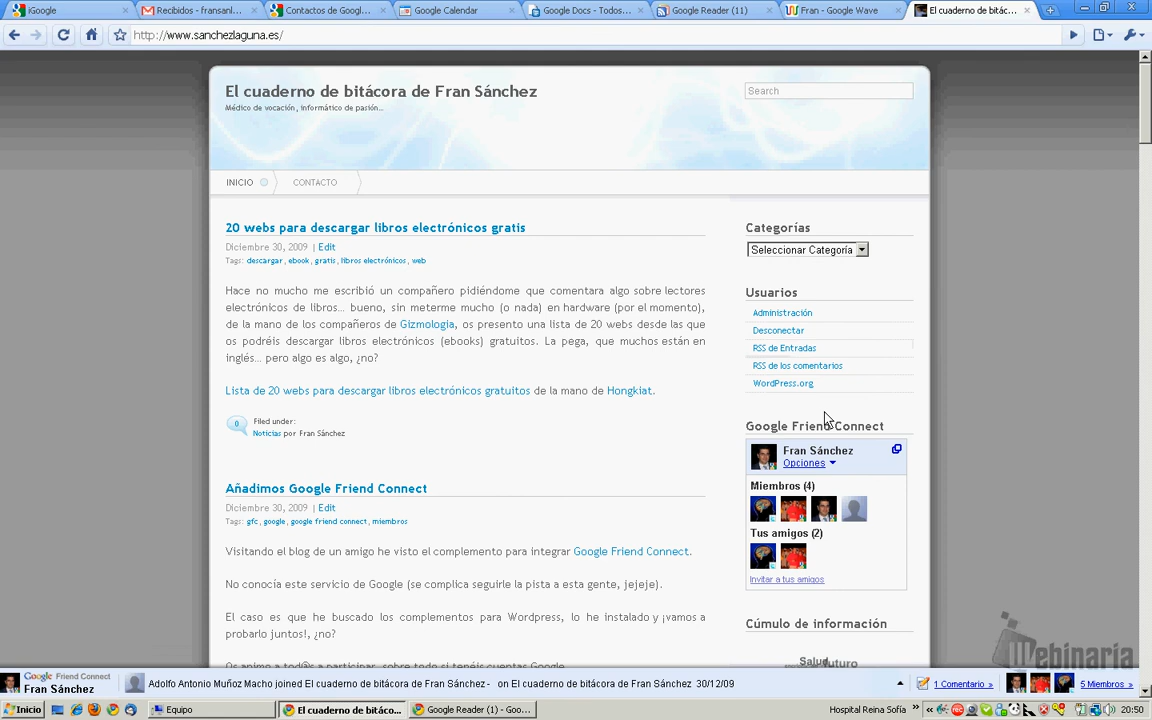 iGoogle
Recibidos - fransanl...
Contactos de Googl...
Google Calendar
Google Docs - Todos...
Google Reader (11)
Fran - Google Wave
El cuaderno de bitác...
http://www.sanchezlaguna.es/
El cuaderno de bitácora de Fran Sánchez
Médico de vocación, informático de pasión...
Search
INICIO
CONTACTO
20 webs para descargar libros electrónicos gratis
Diciembre 30, 2009 | Edit
Tags: descargar, ebook, gratis, libros electrónicos, web
Hace no mucho me escribió un compañero pidiéndome que comentara algo sobre lectores
electrónicos de libros... bueno, sin meterme mucho (o nada) en hardware (por el momento),
de la mano de los compañeros de Gizmologia, os presento una lista de 20 webs desde las que
os podréis descargar libros electrónicos (ebooks) gratuitos. La pega, que muchos están en
inglés... pero algo es algo, ¿no?
Lista de 20 webs para descargar libros electrónicos gratuitos de la mano de Hongkiat.
0
Filed under:
Noticias por Fran Sánchez
Añadimos Google Friend Connect
Diciembre 30, 2009 | Edit
Tags: gfc, google, google friend connect, miembros
Visitando el blog de un amigo he visto el complemento para integrar Google Friend Connect.
No conocía este servicio de Google (se complica seguirle la pista a esta gente, jejeje).
El caso es que he buscado los complementos para Wordpress, lo he instalado y ¡vamos a
probarlo juntos!, ¿no?
Os animo a tod@s a participar, sobre todo si tenéis cuentas Google
Categorías
Seleccionar Categoría
Usuarios
Administración
Desconectar
RSS de Entradas
RSS de los comentarios
WordPress.org
Google Friend Connect
Fran Sánchez
Opciones
Miembros (4)
Tus amigos (2)
Invitar a tus amigos
Cúmulo de información
Salud
futuro
Webinaria
Google Friend Connect
Fran Sánchez
Adolfo Antonio Muñoz Macho joined El cuaderno de bitácora de Fran Sánchez - on El cuaderno de bitácora de Fran Sánchez 30/12/09
1 Comentario »
5 Miembros »
Inicio
Equipo
El cuaderno de bitáco...
Google Reader (1) - Goo...
Hospital Reina Sofía
20:50